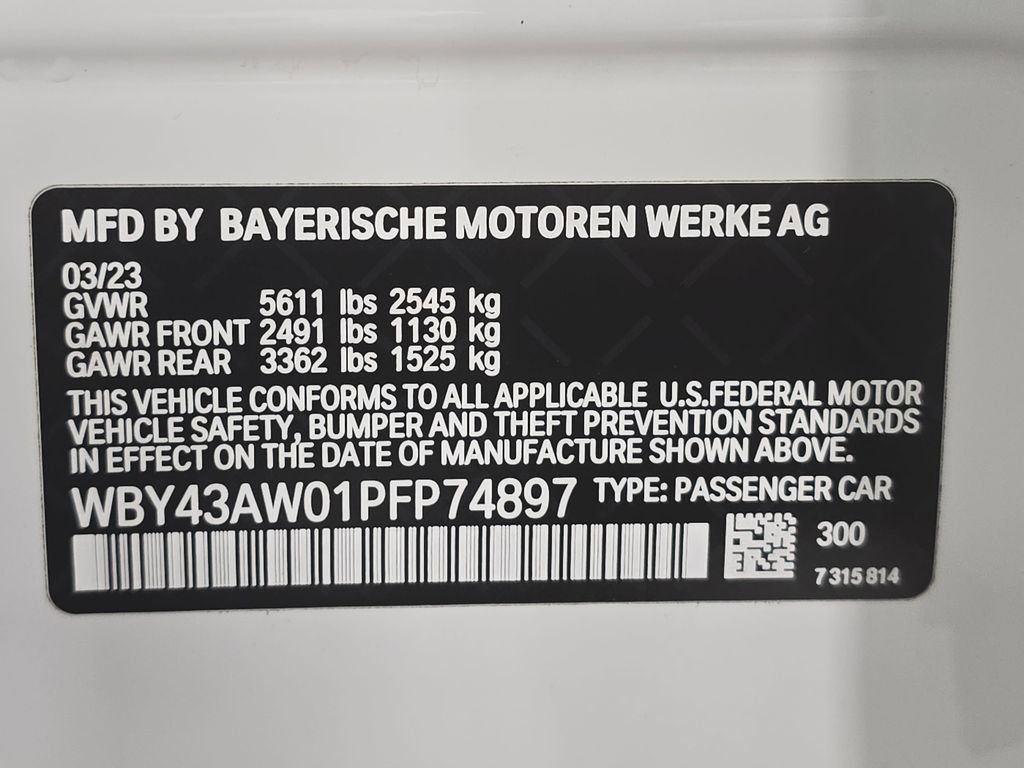 MFD BY BAYERISCHE MOTOREN WERKE AG
03/23
GVWR 5611 lbs 2545 kg
GAWR FRONT 2491 lbs 1130 kg
GAWR REAR 3362 lbs 1525 kg
THIS VEHICLE CONFORMS TO ALL APPLICABLE U.S.FEDERAL MOTOR
VEHICLE SAFETY, BUMPER AND THEFT PREVENTION STANDARDS
IN EFFECT ON THE DATE OF MANUFACTURE SHOWN ABOVE.
WBY43AW01PFP74897 TYPE: PASSENGER CAR
300
7 315 814